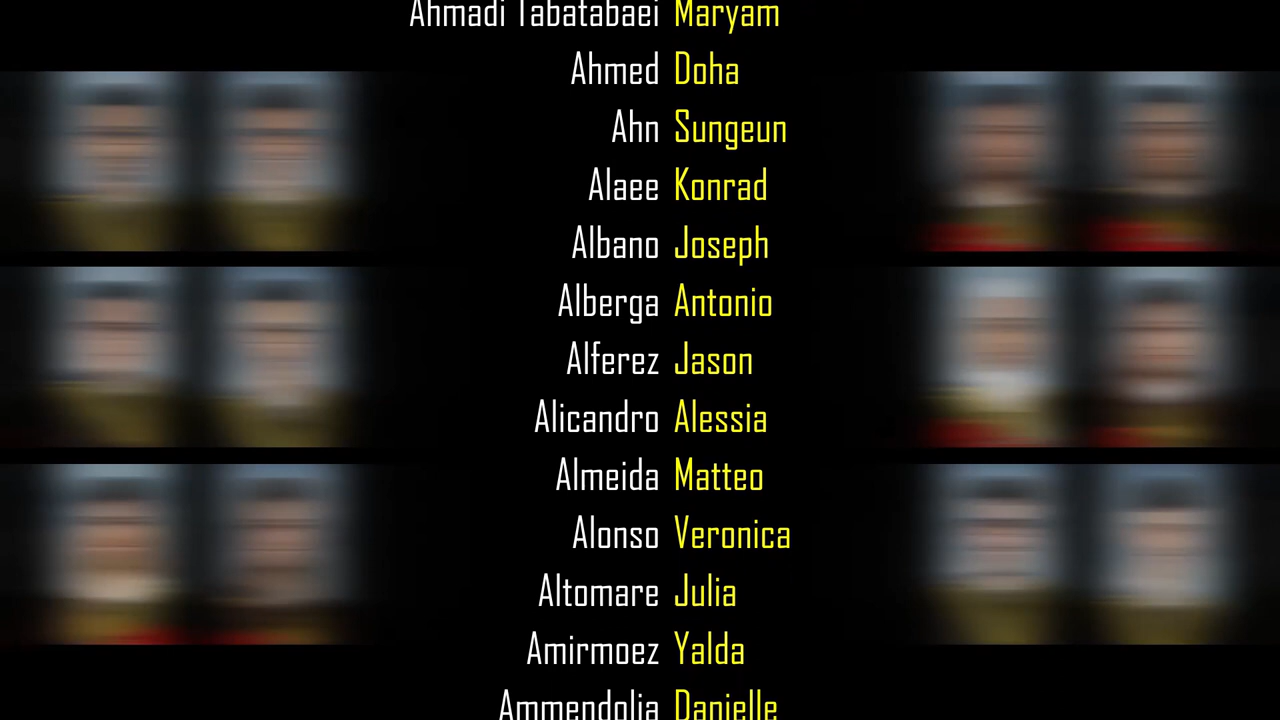 Ahmadi Tabatabaei Maryam
Ahmed Doha
Ahn Sungeun
Alaee Konrad
Albano Joseph
Alberga Antonio
Alferez Jason
Alicandro Alessia
Almeida Matteo
Alonso Veronica
Altomare Julia
Amirmoez Yalda
Ammendolia Danielle